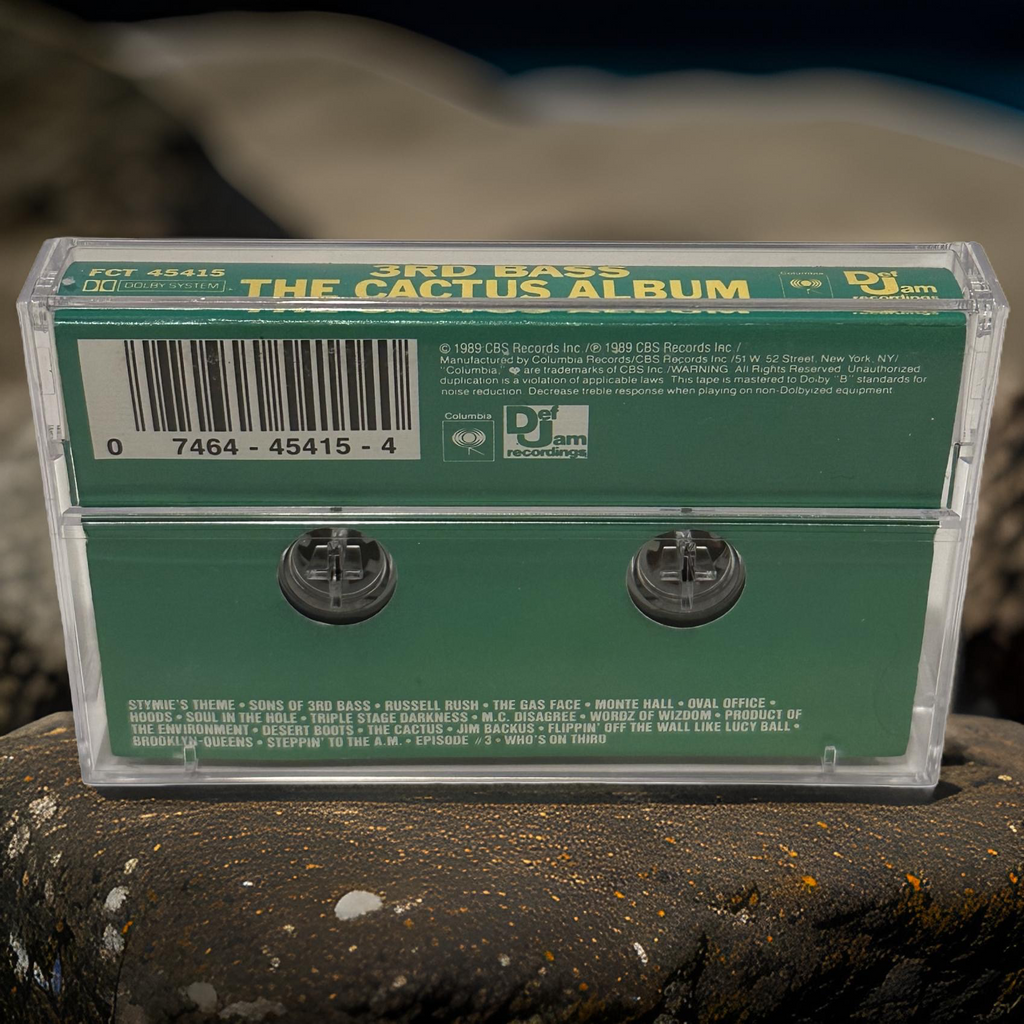 FCT 45415
DOLBY SYSTEM
3RD BASS
THE CACTUS ALBUM
Columbia
Def
Jam
recordings
© 1989 CBS Records Inc / ℗ 1989 CBS Records Inc /
Manufactured by Columbia Records/CBS Records Inc /51 W 52 Street, New York, NY/
"Columbia," are trademarks of CBS Inc /WARNING. All Rights Reserved. Unauthorized
duplication is a violation of applicable laws. This tape is mastered to Dolby "B" standards for
noise reduction. Decrease treble response when playing on non-Dolbyized equipment
0 7464 - 45415 - 4
Columbia
Def
Jam
recordings
STYMIE'S THEME • SONS OF 3RD BASS • RUSSELL RUSH • THE GAS FACE • MONTE HALL • OVAL OFFICE •
HOODS • SOUL IN THE HOLE • TRIPLE STAGE DARKNESS • M.C. DISAGREE • WORDZ OF WIZDOM • PRODUCT OF
THE ENVIRONMENT • DESERT BOOTS • THE CACTUS • JIM BACKUS • FLIPPIN' OFF THE WALL LIKE LUCY BALL •
BROOKLYN-QUEENS • STEPPIN' TO THE A.M. • EPISODE #3 • WHO'S ON THIRD